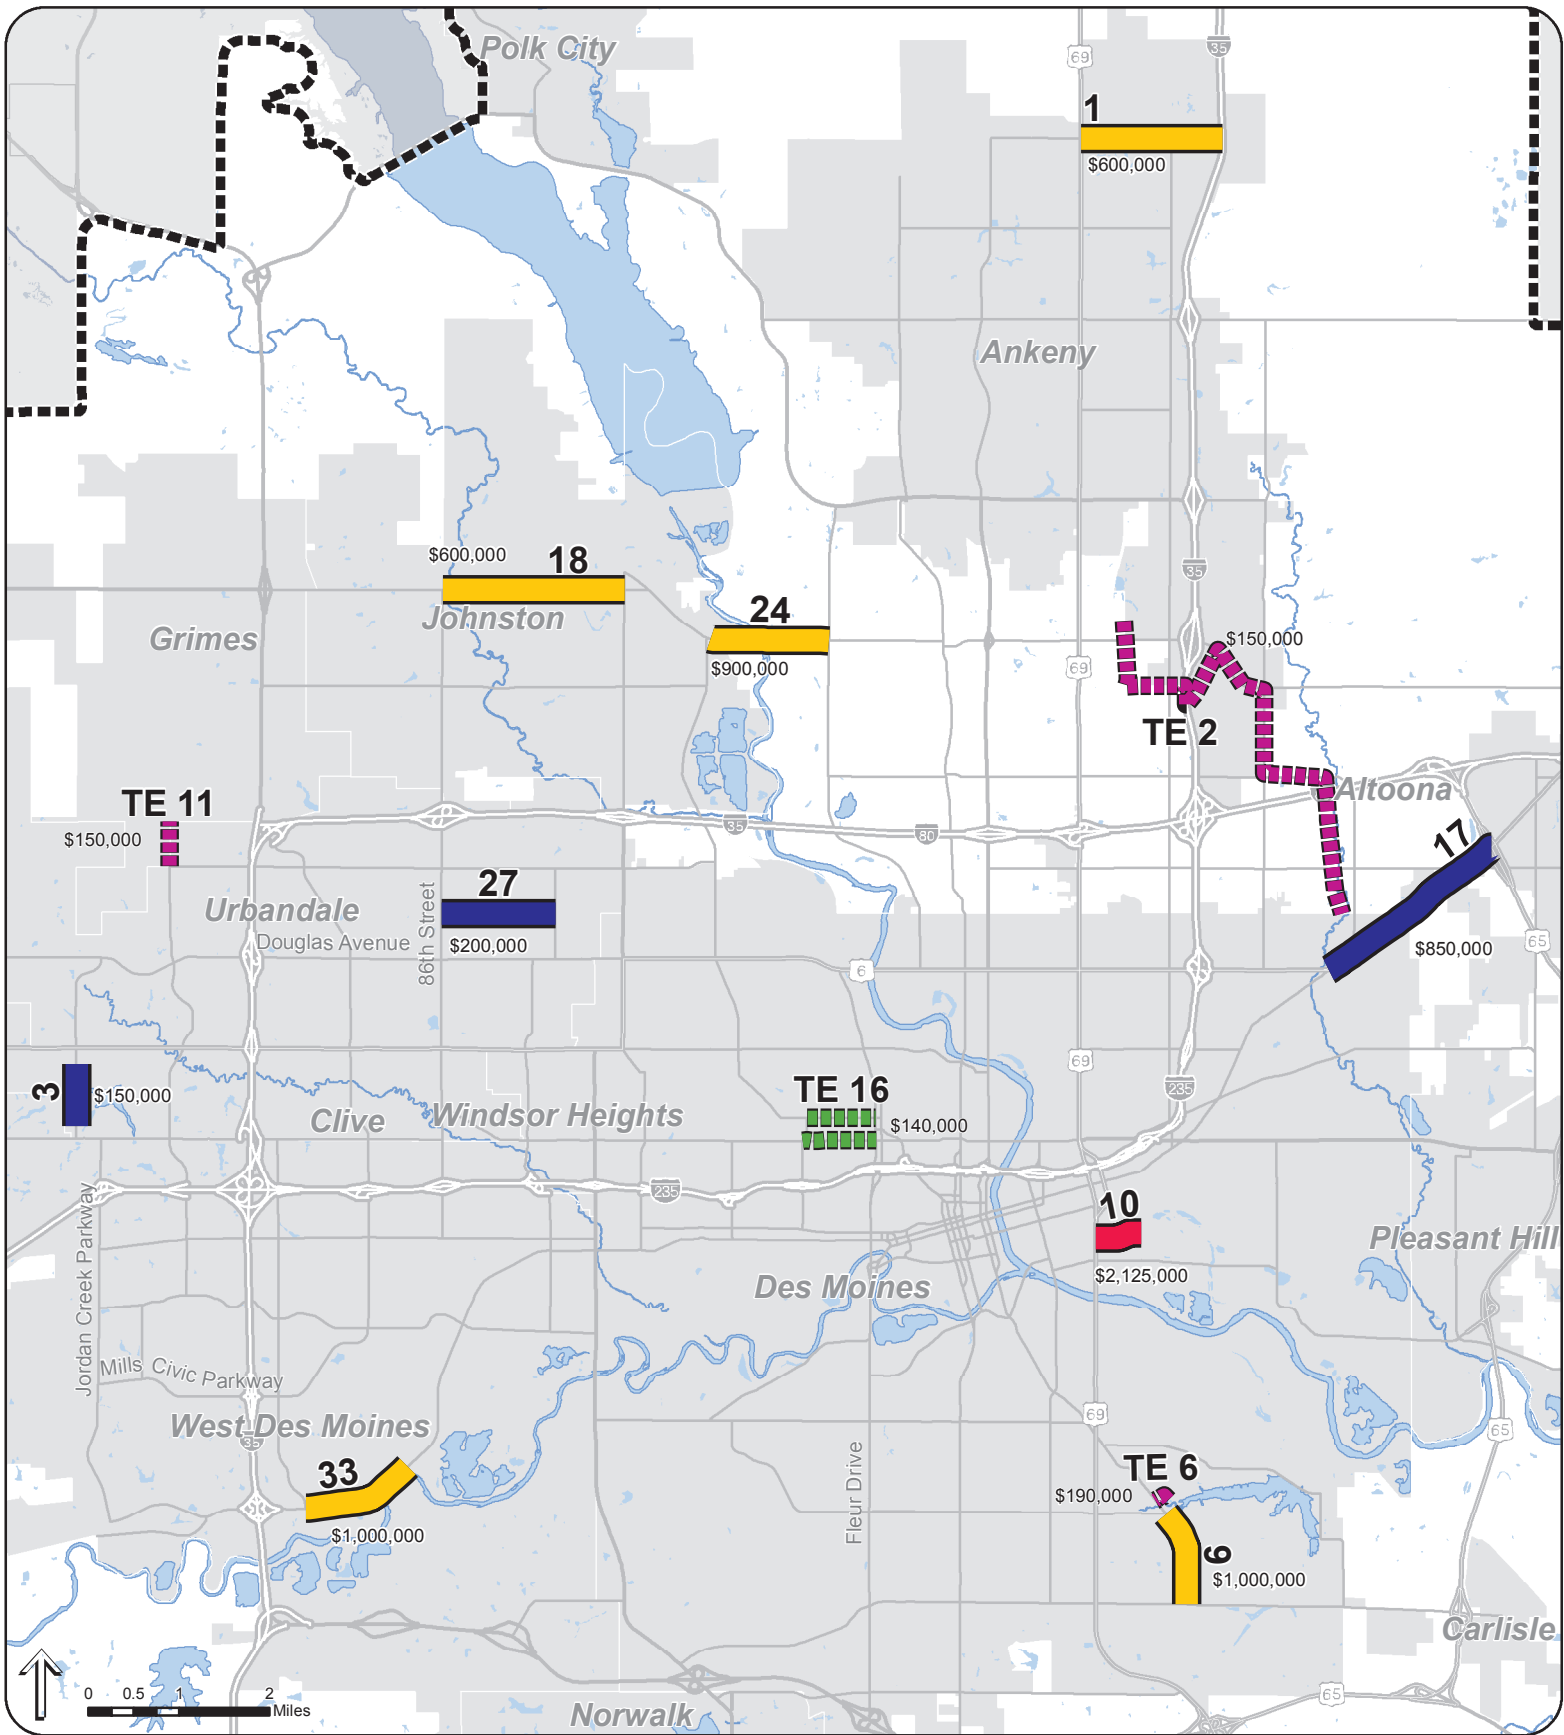 Polk City
69
35
1
$600,000
Ankeny
$600,000
18
Johnston
24
$900,000
Grimes
35
69
$150,000
TE 2
TE 11
$150,000
Altoona
17
35
80
27
Urbandale
Douglas Avenue
86th Street
$200,000
6
$850,000
65
3
$150,000
69
235
TE 16
$140,000
Clive
Windsor Heights
235
10
$2,125,000
Pleasant Hill
Des Moines
Jordan Creek Parkway
Mills Civic Parkway
West Des Moines
35
69
65
33
$1,000,000
Fleur Drive
TE 6
$190,000
6
$1,000,000
Carlisle
0 0.5 1 2
Miles
Norwalk
65